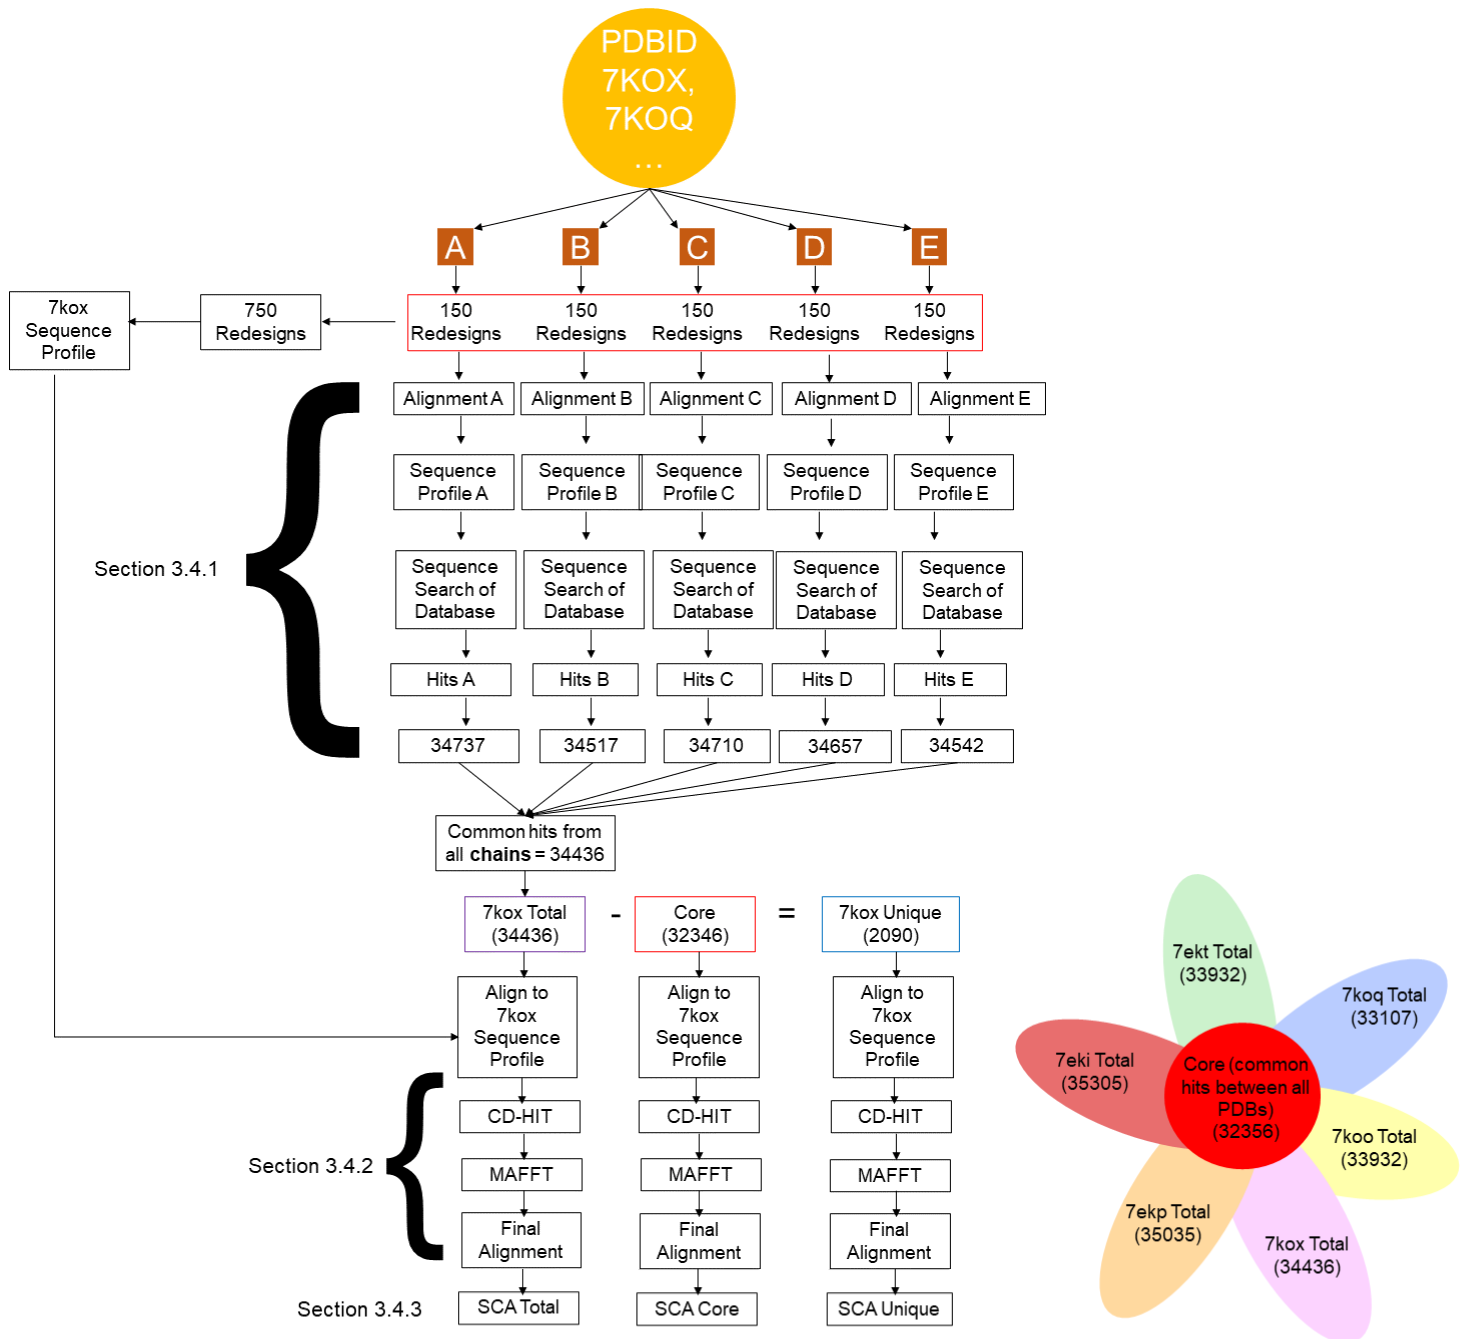 PDBID
7KOX,
7KOQ
...
A B C D E
7kox
Sequence
Profile
750
Redesigns
150
Redesigns
150
Redesigns
150
Redesigns
150
Redesigns
150
Redesigns
Alignment A
Alignment B
Alignment C
Alignment D
Alignment E
Sequence
Profile A
Sequence
Profile B
Sequence
Profile C
Sequence
Profile D
Sequence
Profile E
Section 3.4.1
Sequence
Search of
Database
Sequence
Search of
Database
Sequence
Search of
Database
Sequence
Search of
Database
Sequence
Search of
Database
Hits A
Hits B
Hits C
Hits D
Hits E
34737
34517
34710
34657
34542
Common hits from
all chains = 34436
7kox Total
(34436)
-
Core
(32346)
=
7kox Unique
(2090)
Align to
7kox
Sequence
Profile
Align to
7kox
Sequence
Profile
Align to
7kox
Sequence
Profile
Section 3.4.2
CD-HIT
CD-HIT
CD-HIT
MAFFT
MAFFT
MAFFT
Final
Alignment
Final
Alignment
Final
Alignment
Section 3.4.3
SCA Total
SCA Core
SCA Unique
7ekt Total
(33932)
7koq Total
(33107)
7eki Total
(35305)
Core (common
hits between all
PDBs)
(32356)
7koo Total
(33932)
7ekp Total
(35035)
7kox Total
(34436)